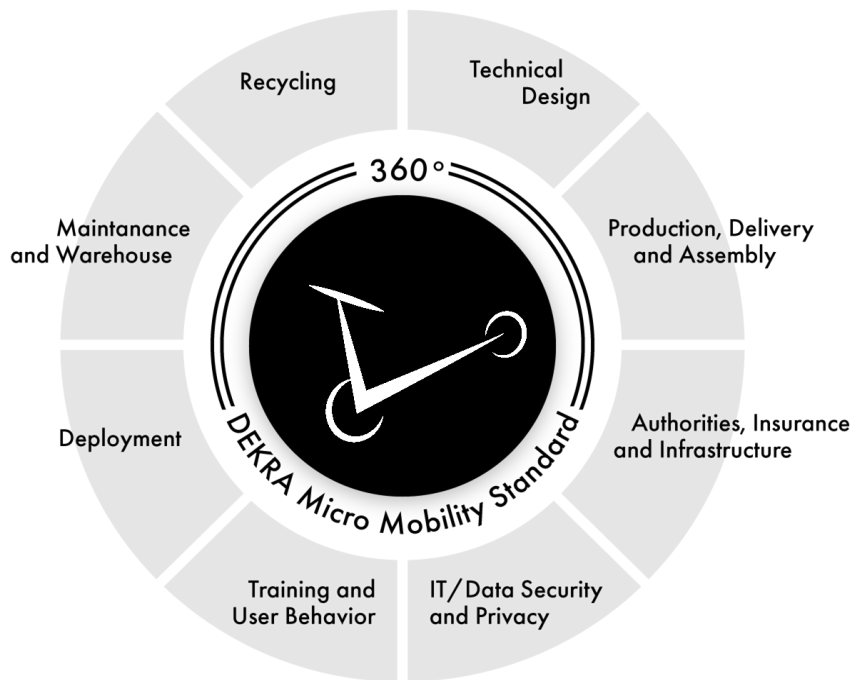 Recycling
Technical
Design
360°
Maintanance
and Warehouse
Production, Delivery
and Assembly
Deployment
Authorities, Insurance
and Infrastructure
DEKRA Micro Mobility Standard
Training and
User Behavior
IT/Data Security
and Privacy